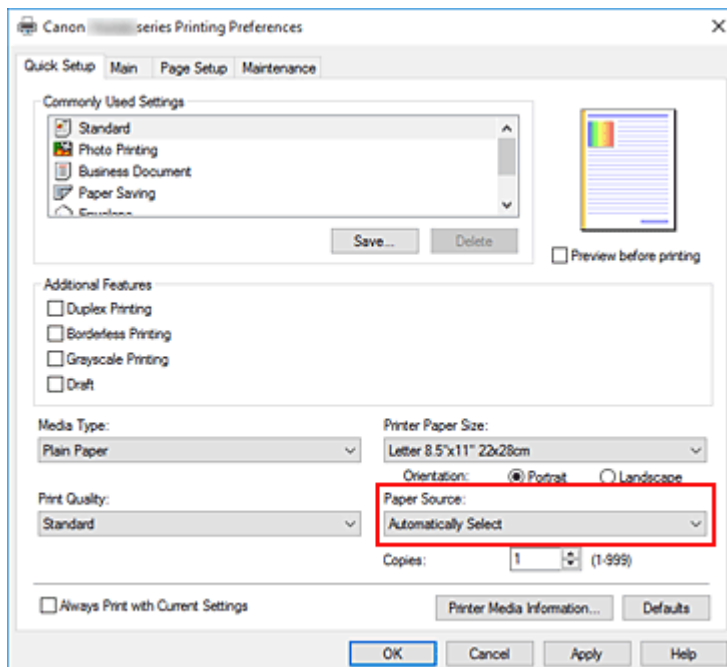 Canon series Printing Preferences
Quick Setup Main Page Setup Maintenance
Commonly Used Settings
Standard
Photo Printing
Business Document
Paper Saving
Envelope
Save... Delete
Preview before printing
Additional Features
Duplex Printing
Borderless Printing
Grayscale Printing
Draft
Media Type: Printer Paper Size:
Plain Paper Letter 8.5"x11" 22x28cm
Orientation: Portrait Landscape
Print Quality: Paper Source:
Standard Automatically Select
Copies: 1 (1-999)
Always Print with Current Settings Printer Media Information... Defaults
OK Cancel Apply Help